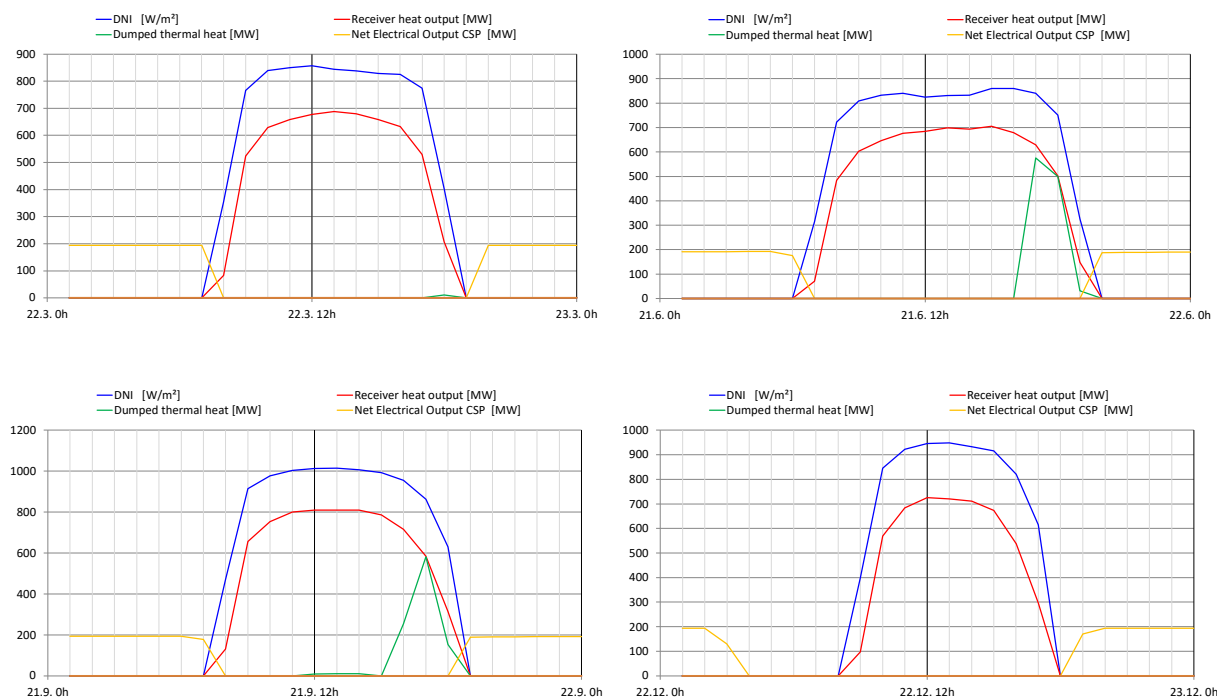 DNI [W/m²]
Receiver heat output [MW]
Dumped thermal heat [MW]
Net Electrical Output CSP [MW]
900
800
700
600
500
400
300
200
100
0
22.3. 0h
22.3. 12h
23.3. 0h
DNI [W/m²]
Receiver heat output [MW]
Dumped thermal heat [MW]
Net Electrical Output CSP [MW]
1000
900
800
700
600
500
400
300
200
100
0
21.6. 0h
21.6. 12h
22.6. 0h
DNI [W/m²]
Receiver heat output [MW]
Dumped thermal heat [MW]
Net Electrical Output CSP [MW]
1200
1000
800
600
400
200
0
21.9. 0h
21.9. 12h
22.9. 0h
DNI [W/m²]
Receiver heat output [MW]
Dumped thermal heat [MW]
Net Electrical Output CSP [MW]
1000
900
800
700
600
500
400
300
200
100
0
22.12. 0h
22.12. 12h
23.12. 0h